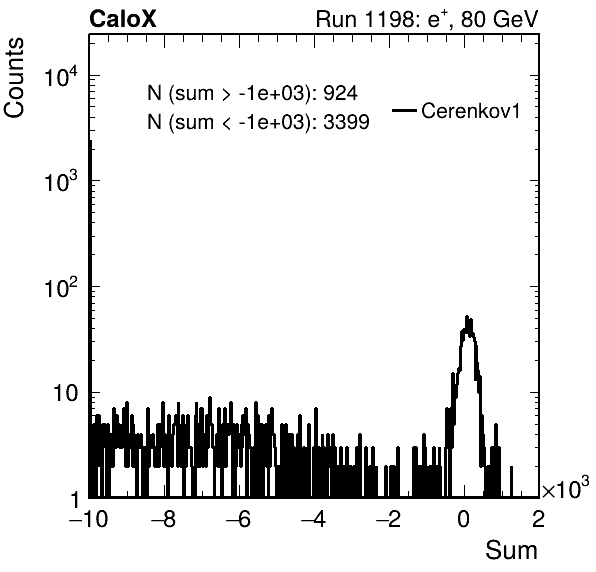 CaloX Run 1198: e⁺, 80 GeV
Counts
N (sum > -1e+03): 924
N (sum < -1e+03): 3399
Cerenkov1
10⁴
10³
10²
10
1
−10 −8 −6 −4 −2 0 2
×10³
Sum